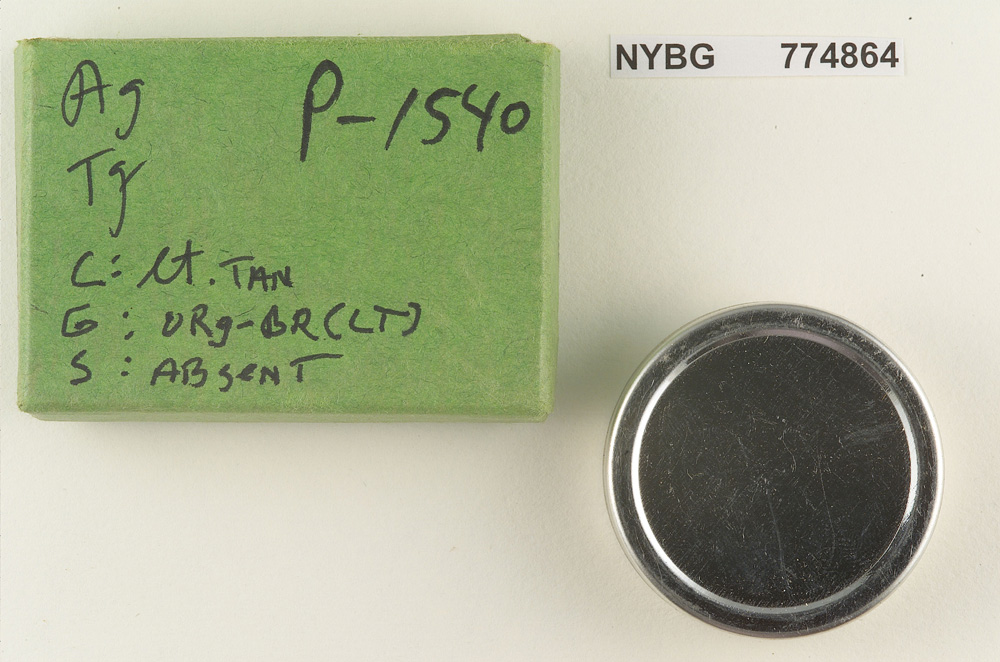 Ag P-1540
Tg
C: Lt. TAN
G: ORg-BR(LT)
S: ABsenT
NYBG 774864